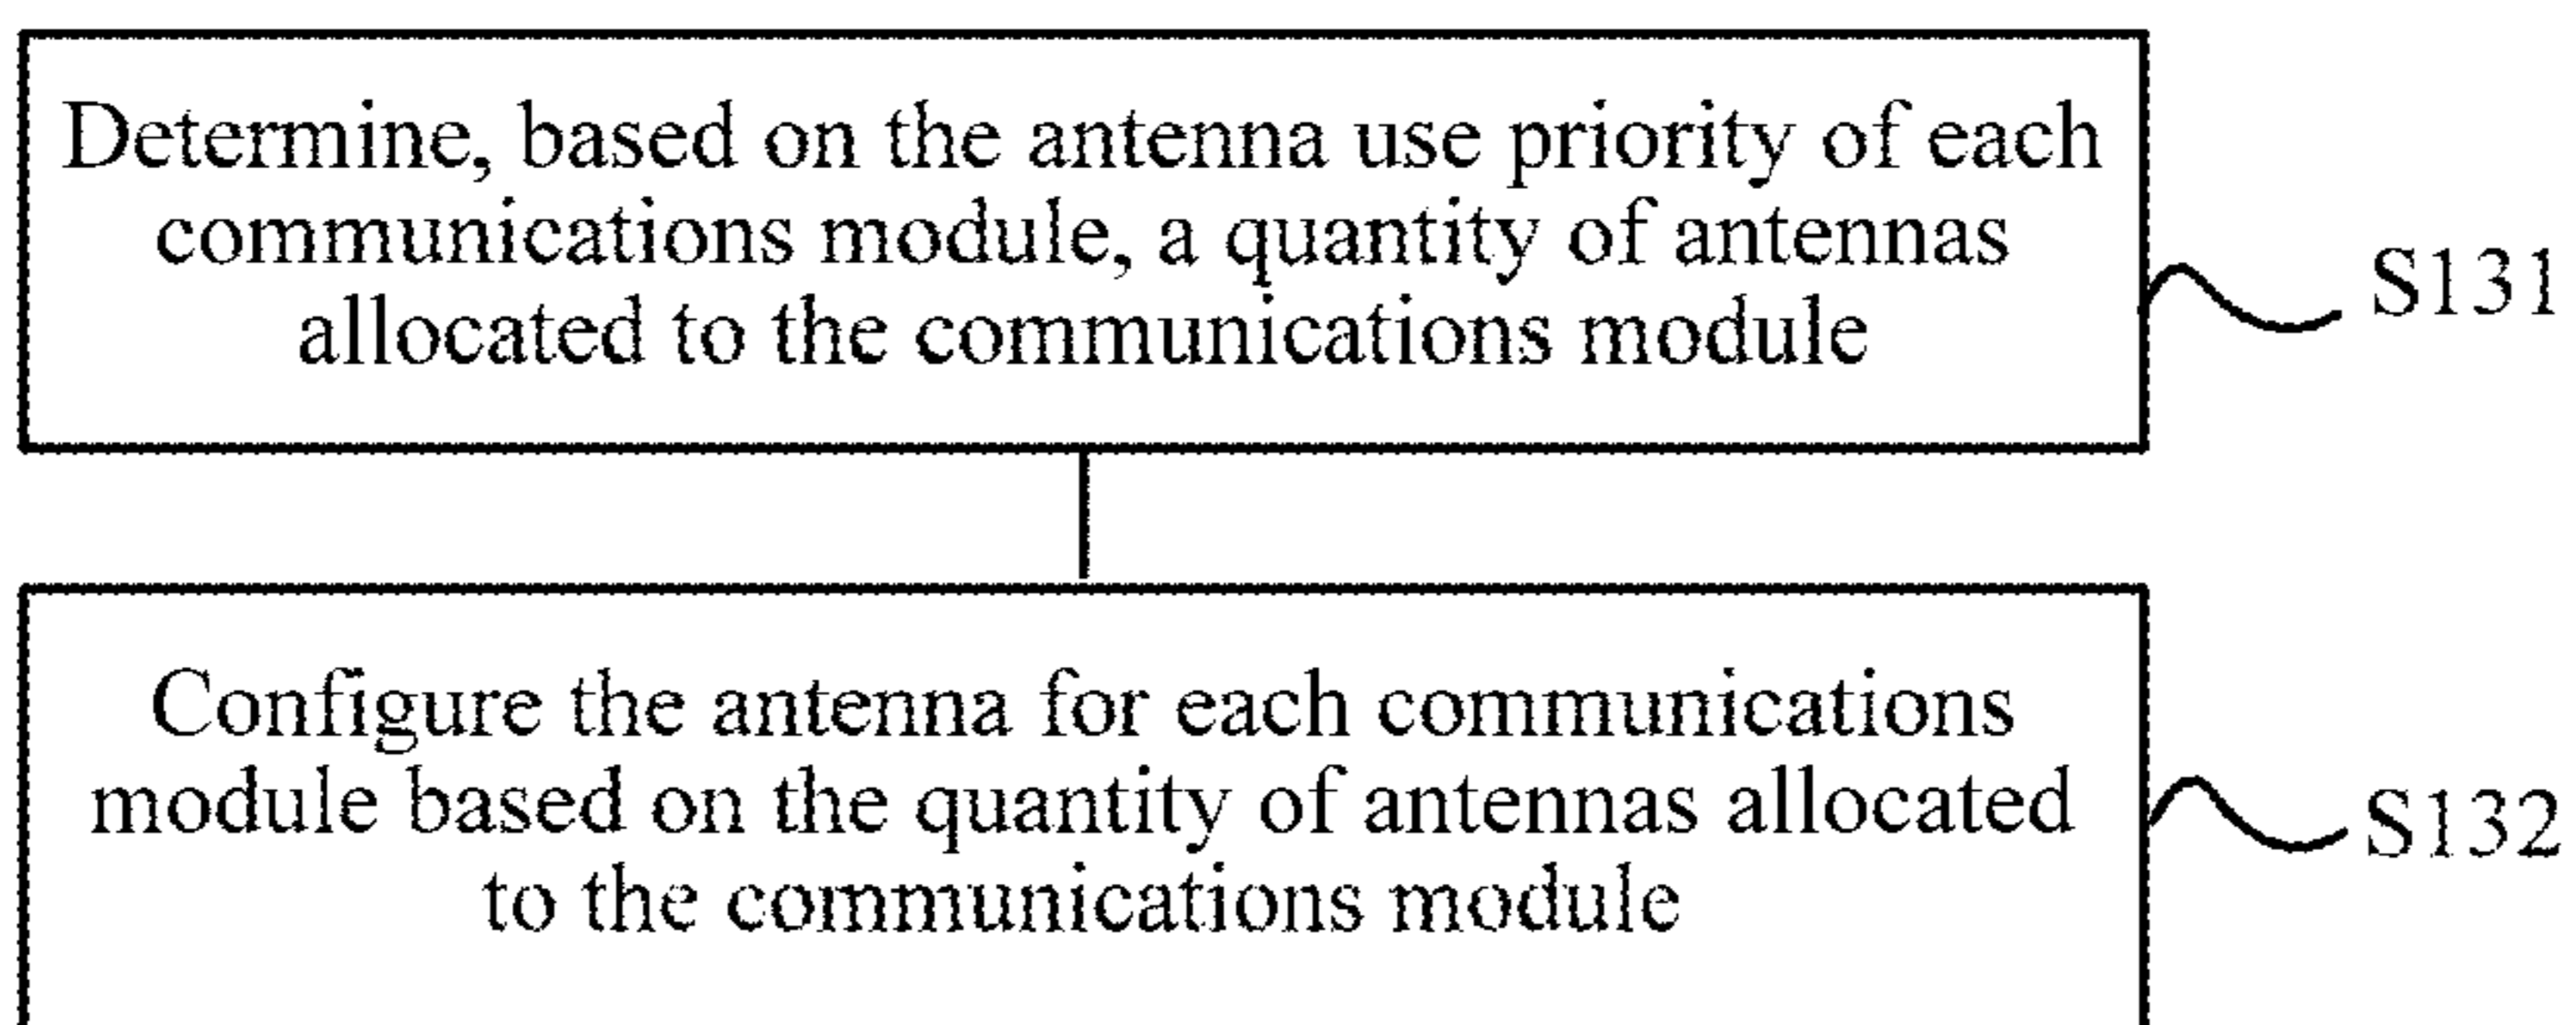 Determine, based on the antenna use priority of each
communications module, a quantity of antennas
allocated to the communications module
S131
Configure the antenna for each communications
module based on the quantity of antennas allocated
to the communications module
S132